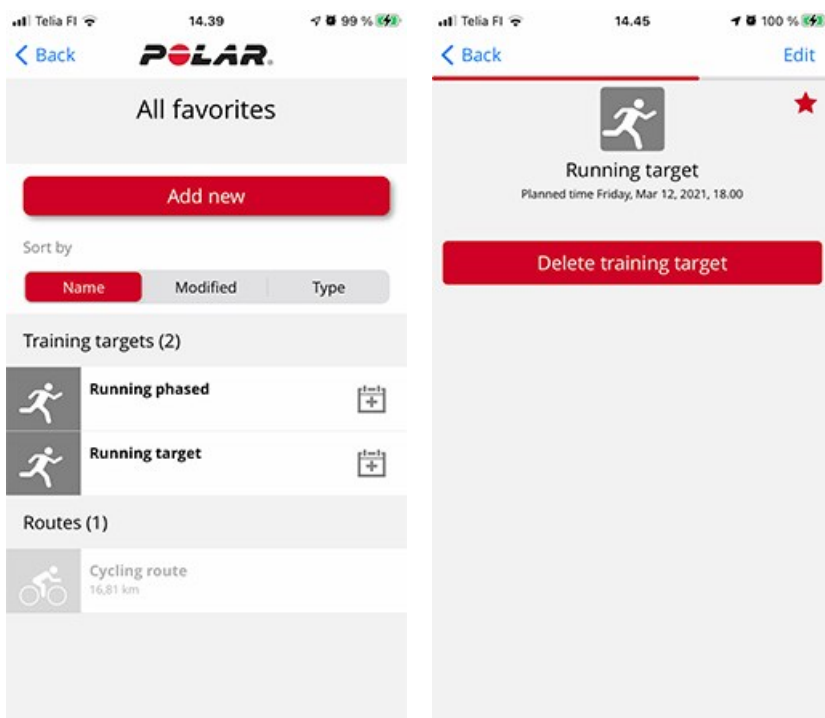 Telia FI 14.39 99 %
Back POLAR.
All favorites
Add new
Sort by
Name Modified Type
Training targets (2)
Running phased
Running target
Routes (1)
Cycling route
16,81 km
Telia FI 14.45 100 %
Back Edit
Running target
Planned time Friday, Mar 12, 2021, 18.00
Delete training target